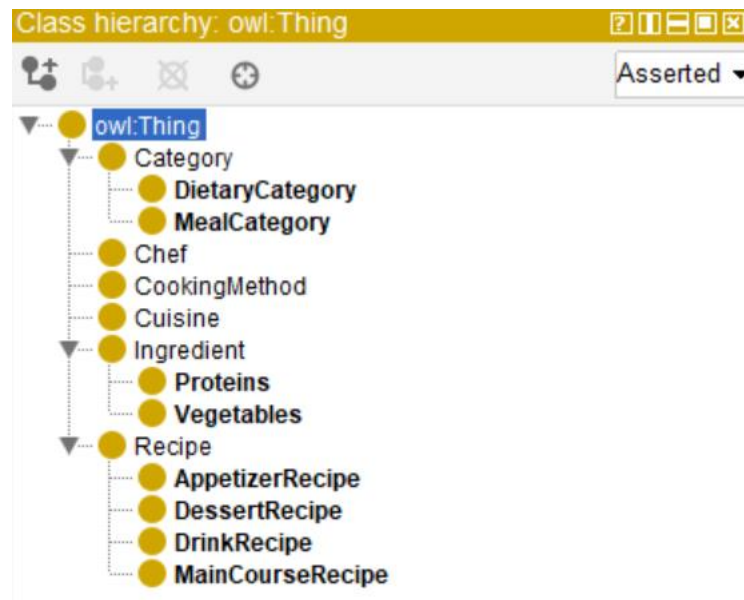 Class hierarchy: owl:Thing
Asserted
owl:Thing
Category
DietaryCategory
MealCategory
Chef
CookingMethod
Cuisine
Ingredient
Proteins
Vegetables
Recipe
AppetizerRecipe
DessertRecipe
DrinkRecipe
MainCourseRecipe